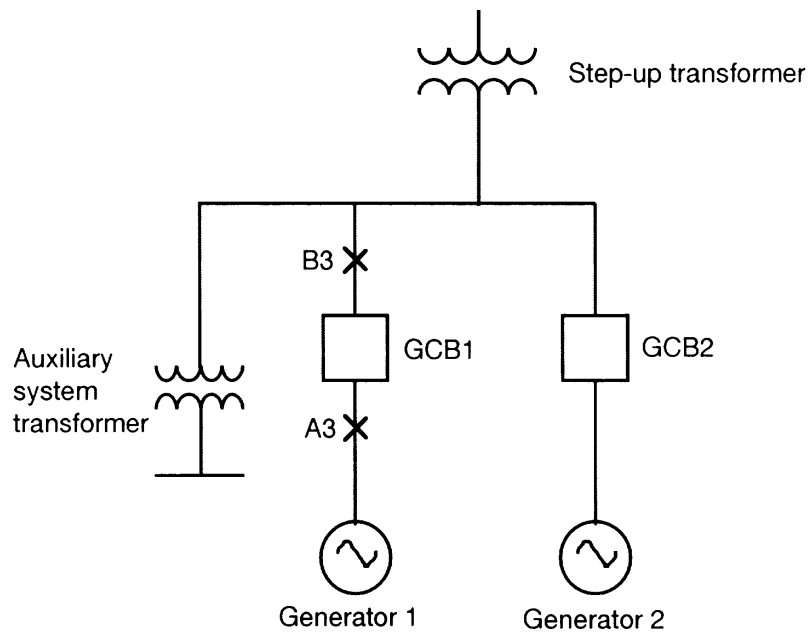 Step-up transformer
B3
GCB1
GCB2
Auxiliary
system
transformer
A3
Generator 1
Generator 2